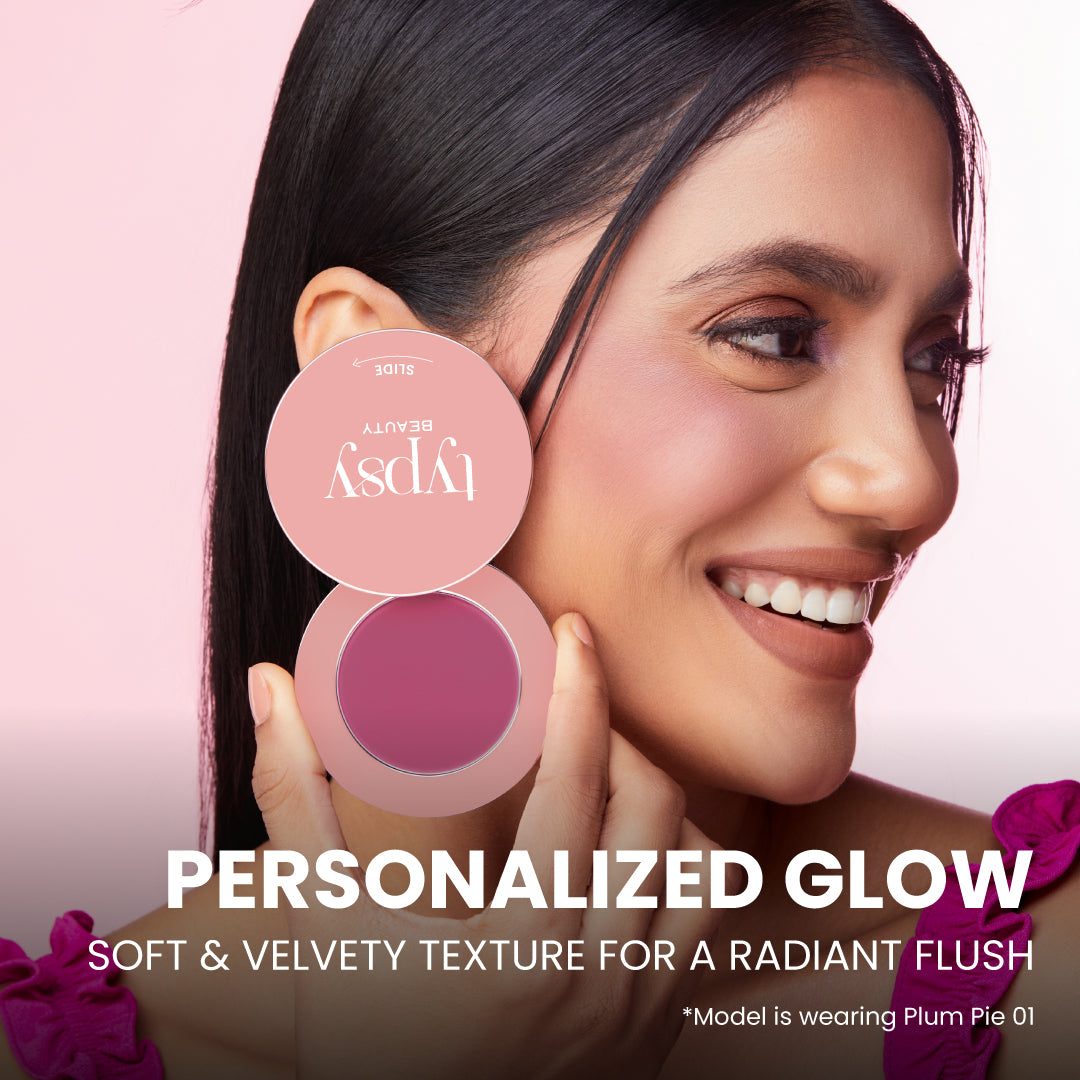 SLIDE
BEAUTY
typsy
PERSONALIZED GLOW
SOFT & VELVETY TEXTURE FOR A RADIANT FLUSH
*Model is wearing Plum Pie 01